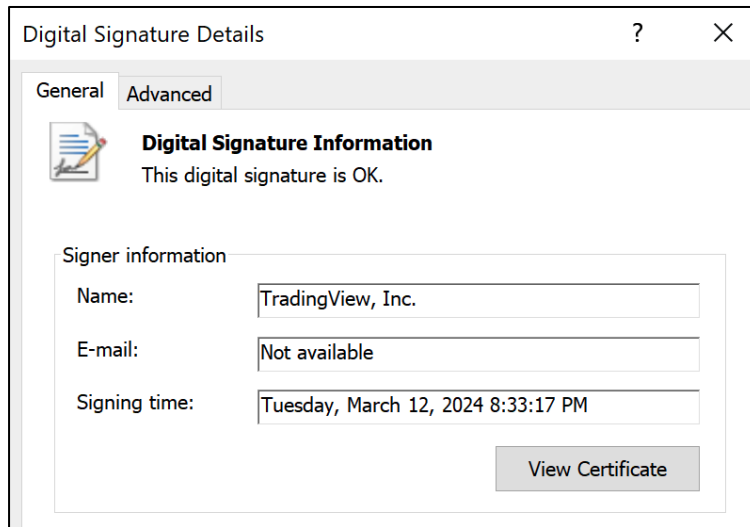 Digital Signature Details
?
General
Advanced
Digital Signature Information
This digital signature is OK.
Signer information
Name:
TradingView, Inc.
E-mail:
Not available
Signing time:
Tuesday, March 12, 2024 8:33:17 PM
View Certificate